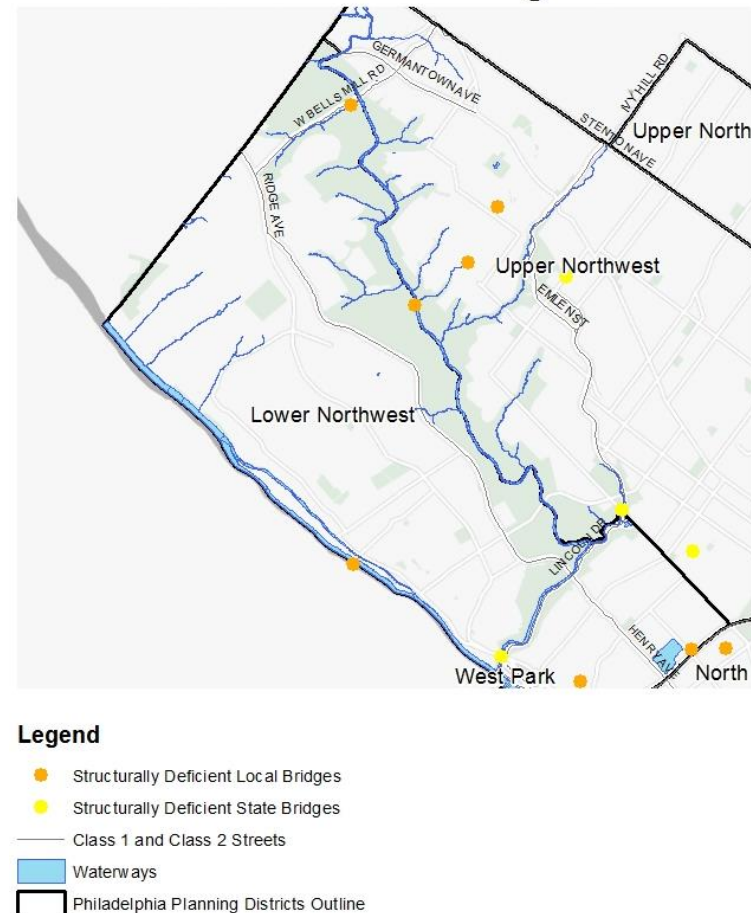 GERMANTOWN AVE
W BELLS MILL RD
IVY HILL RD
STENTON AVE
Upper North
RIDGE AVE
Upper Northwest
EMLEN ST
Lower Northwest
LINCOLN DR
HENRY AVE
West Park
North
Legend
Structurally Deficient Local Bridges
Structurally Deficient State Bridges
Class 1 and Class 2 Streets
Waterways
Philadelphia Planning Districts Outline